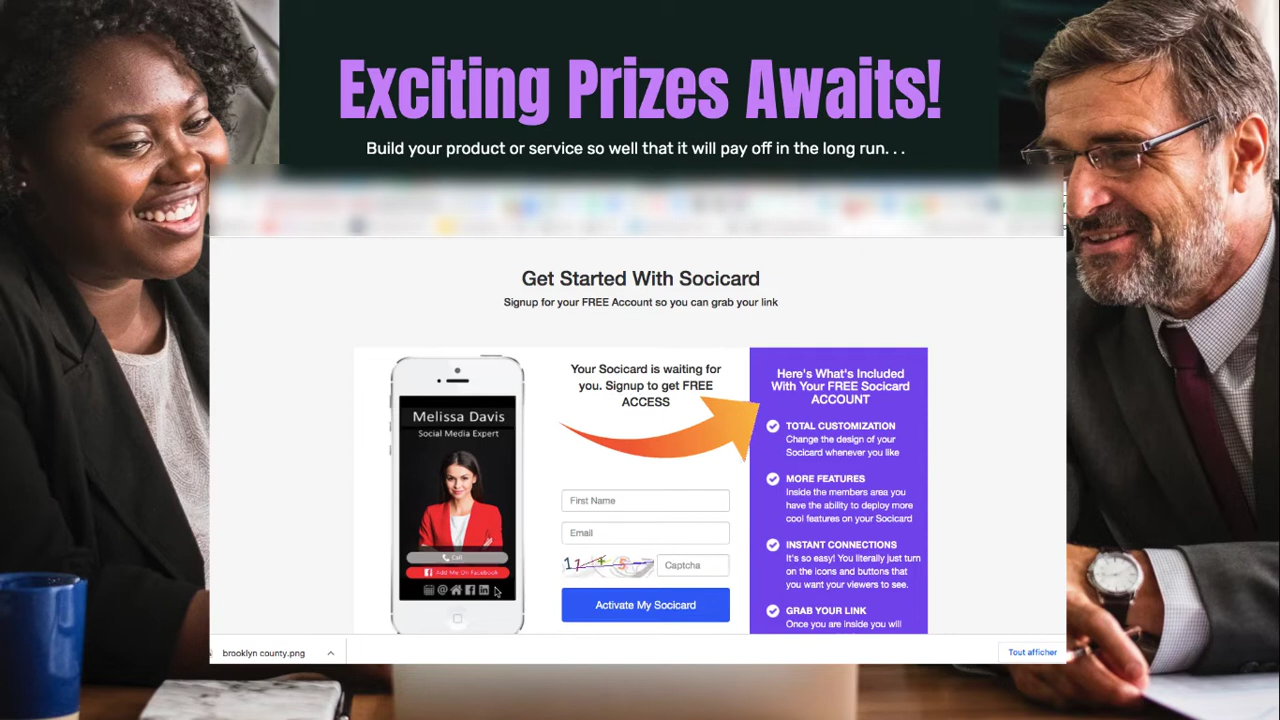 Exciting Prizes Awaits!
Build your product or service so well that it will pay off in the long run. . .
Get Started With Socicard
Signup for your FREE Account so you can grab your link
Melissa Davis
Social Media Expert
Call
Add Me On Facebook
Your Socicard is waiting for
you. Signup to get FREE
ACCESS
First Name
Email
Captcha
Activate My Socicard
Here's What's Included
With Your FREE Socicard
ACCOUNT
TOTAL CUSTOMIZATION
Change the design of your
Socicard whenever you like
MORE FEATURES
Inside the members area you
have the ability to deploy more
cool features on your Socicard
INSTANT CONNECTIONS
It's so easy! You literally just turn
on the icons and buttons that
you want your viewers to see.
GRAB YOUR LINK
Once you are inside you will
brooklyn county.png
Tout afficher